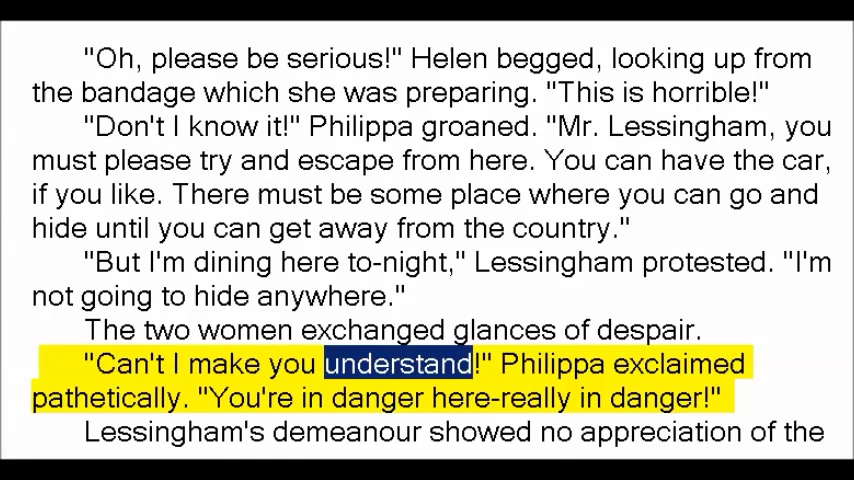 "Oh, please be serious!" Helen begged, looking up from
the bandage which she was preparing. "This is horrible!"
"Don't I know it!" Philippa groaned. "Mr. Lessingham, you
must please try and escape from here. You can have the car,
if you like. There must be some place where you can go and
hide until you can get away from the country."
"But I'm dining here to-night," Lessingham protested. "I'm
not going to hide anywhere."
The two women exchanged glances of despair.
"Can't I make you understand!" Philippa exclaimed
pathetically. "You're in danger here-really in danger!"
Lessingham's demeanour showed no appreciation of the